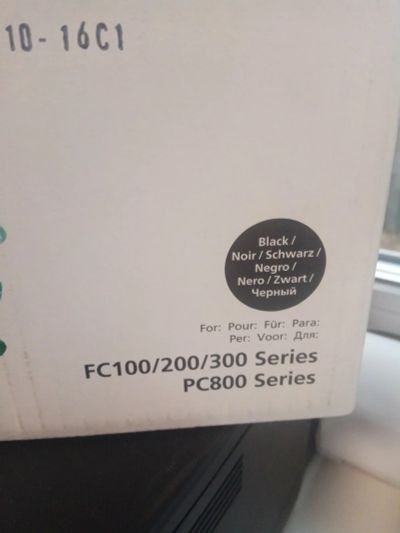 10-16C1
Black /
Noir / Schwarz /
Negro /
Nero / Zwart /
Черный
For: Pour: Für: Para:
Per: Voor: Для:
FC100/200/300 Series
PC800 Series